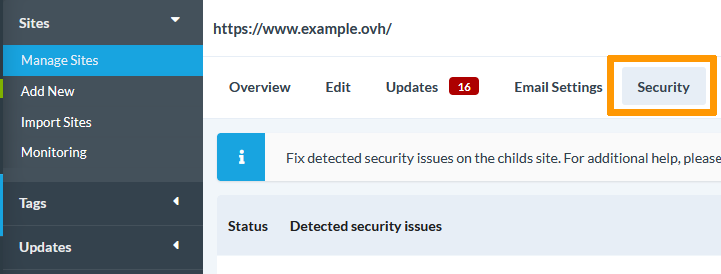 Sites
Manage Sites
Add New
Import Sites
Monitoring
Tags
Updates
https://www.example.ovh/
Overview Edit Updates 16 Email Settings Security
Fix detected security issues on the childs site. For additional help, please
Status Detected security issues